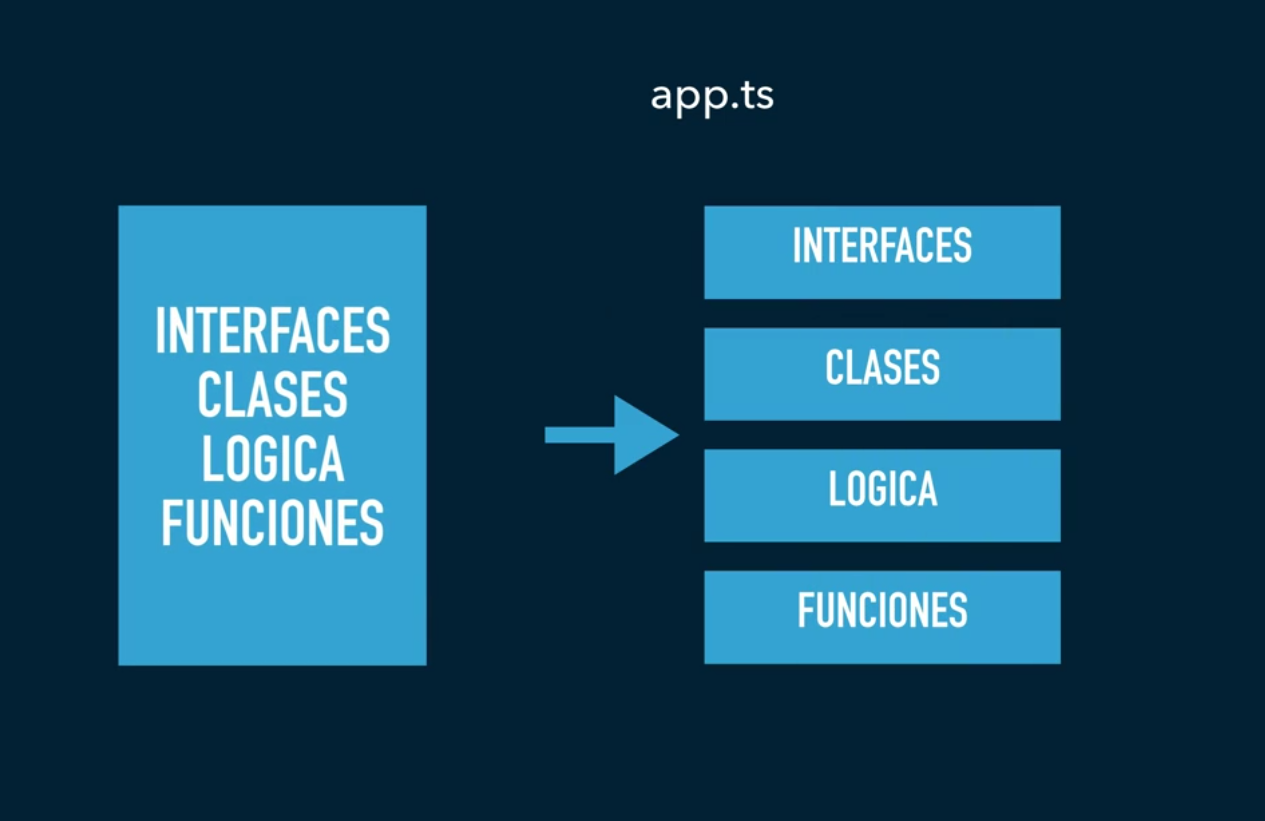 app.ts
INTERFACES
CLASES
LOGICA
FUNCIONES
INTERFACES
CLASES
LOGICA
FUNCIONES